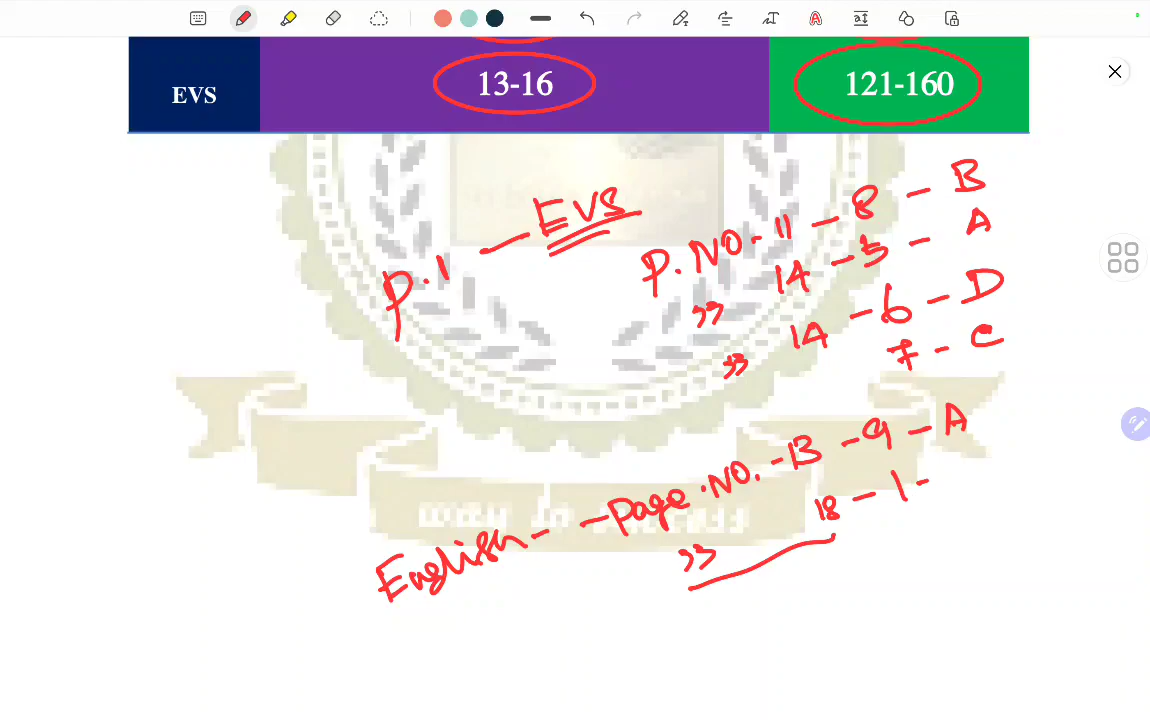 EVS 13-16 121-160
P.1 - EVS
P. NO - 11 - 8 - B
" 14 - 5 - A
" 14 - 6 - D
7 - C
English - - Page.NO. - 13 - 9 - A
" 18 - 1 -